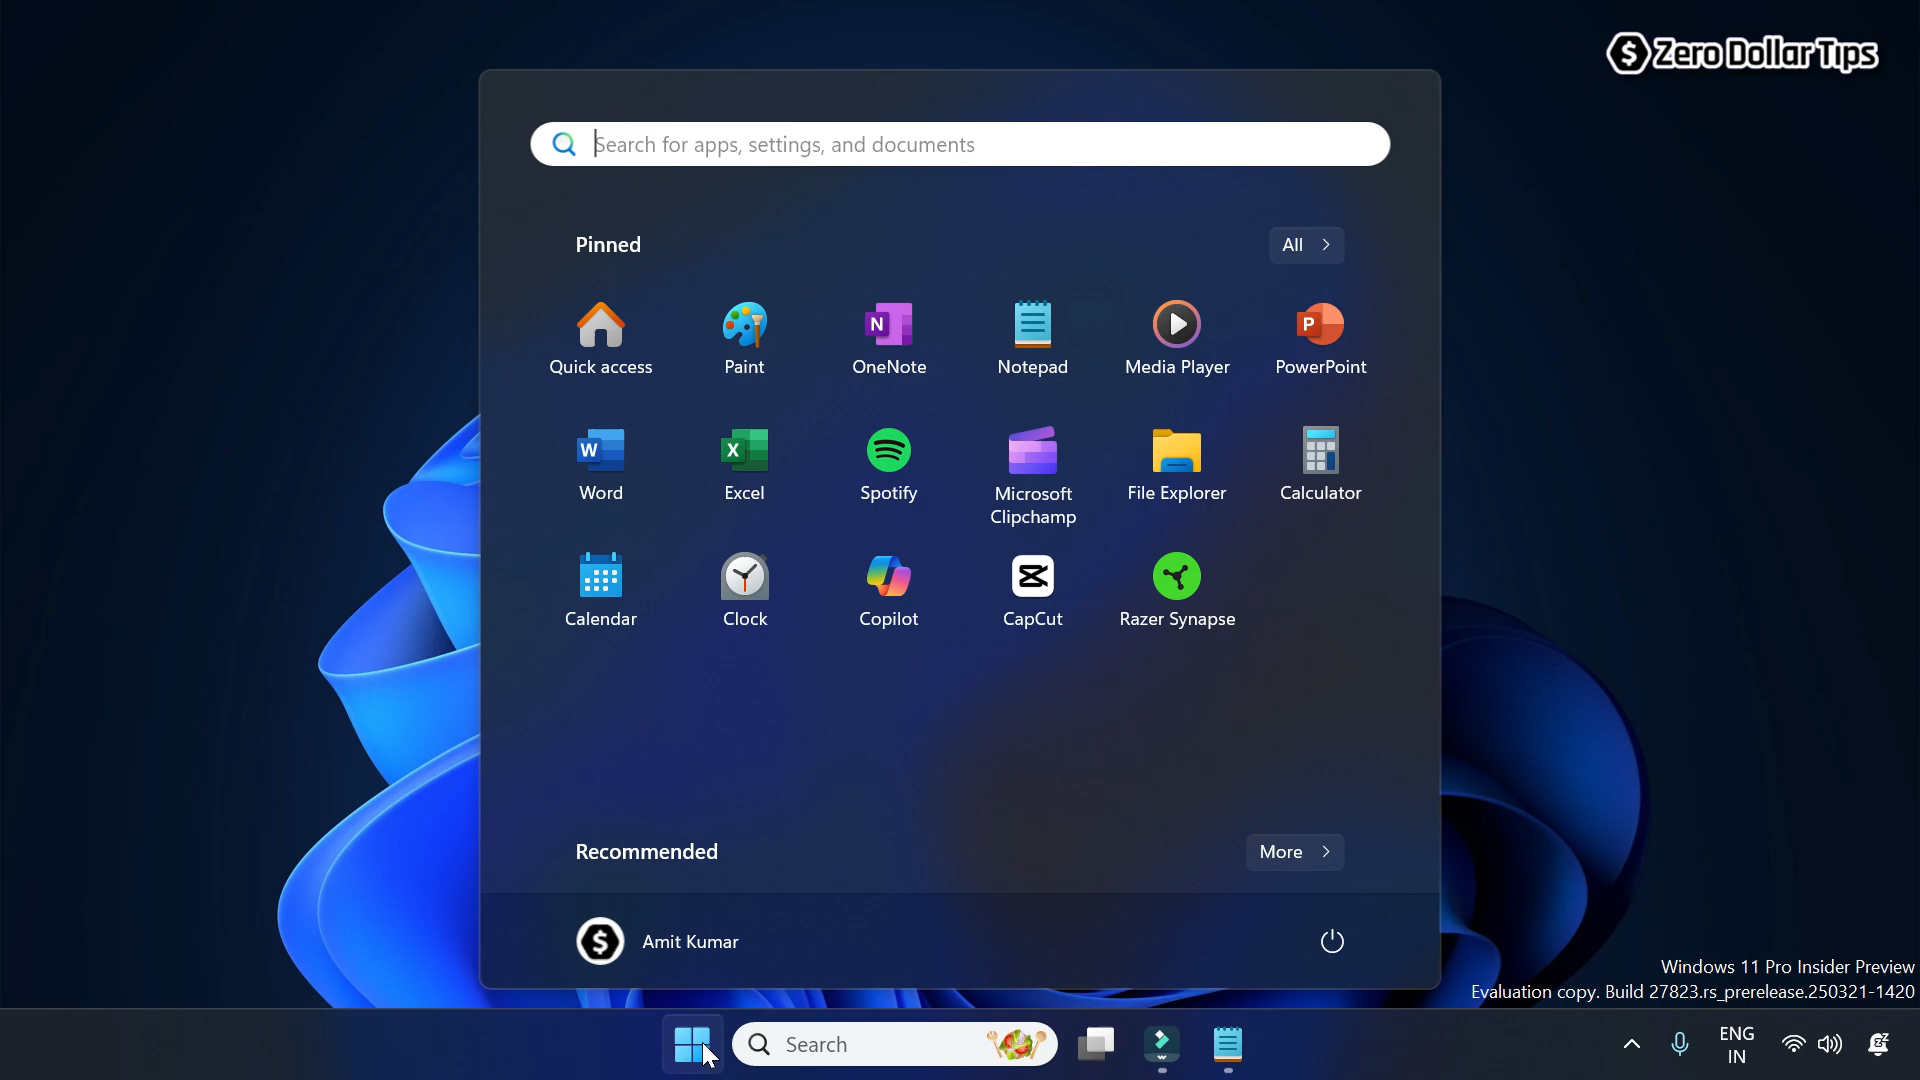 Zero Dollar Tips
Search for apps, settings, and documents
Pinned
All
Quick access
Paint
OneNote
Notepad
Media Player
PowerPoint
Word
Excel
Spotify
Microsoft
Clipchamp
File Explorer
Calculator
Calendar
Clock
Copilot
CapCut
Razer Synapse
Recommended
More
Amit Kumar
Windows 11 Pro Insider Preview
Evaluation copy. Build 27823.rs_prerelease.250321-1420
Search
ENG
IN